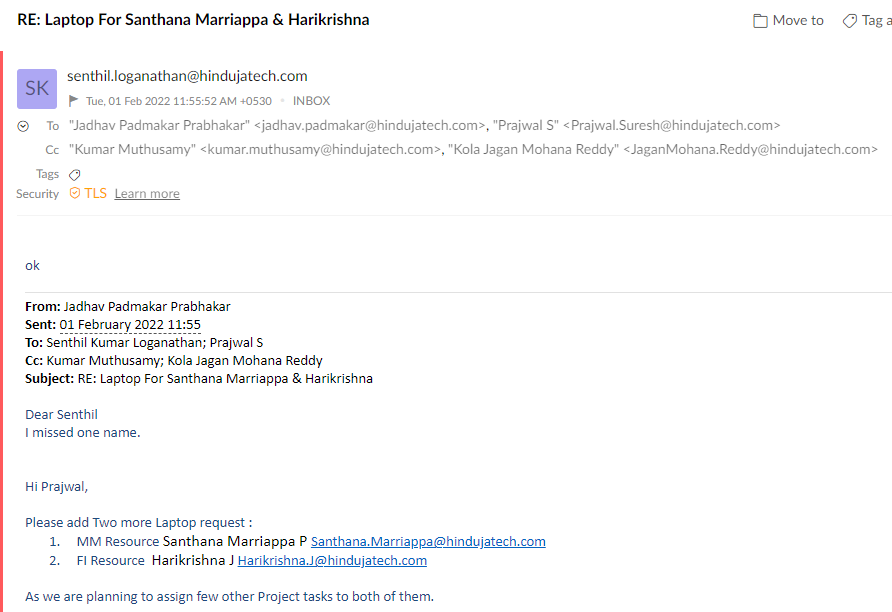 RE: Laptop For Santhana Marriappa & Harikrishna
Move to
Tag a
SK
senthil.loganathan@hindujatech.com
Tue, 01 Feb 2022 11:55:52 AM +0530 • INBOX
To "Jadhav Padmakar Prabhakar" <jadhav.padmakar@hindujatech.com>, "Prajwal S" <Prajwal.Suresh@hindujatech.com>
Cc "Kumar Muthusamy" <kumar.muthusamy@hindujatech.com>, "Kola Jagan Mohana Reddy" <JaganMohana.Reddy@hindujatech.com>
Tags
Security TLS Learn more
ok
From: Jadhav Padmakar Prabhakar
Sent: 01 February 2022 11:55
To: Senthil Kumar Loganathan; Prajwal S
Cc: Kumar Muthusamy; Kola Jagan Mohana Reddy
Subject: RE: Laptop For Santhana Marriappa & Harikrishna
Dear Senthil
I missed one name.
Hi Prajwal,
Please add Two more Laptop request :
1. MM Resource Santhana Marriappa P Santhana.Marriappa@hindujatech.com
2. FI Resource Harikrishna J Harikrishna.J@hindujatech.com
As we are planning to assign few other Project tasks to both of them.